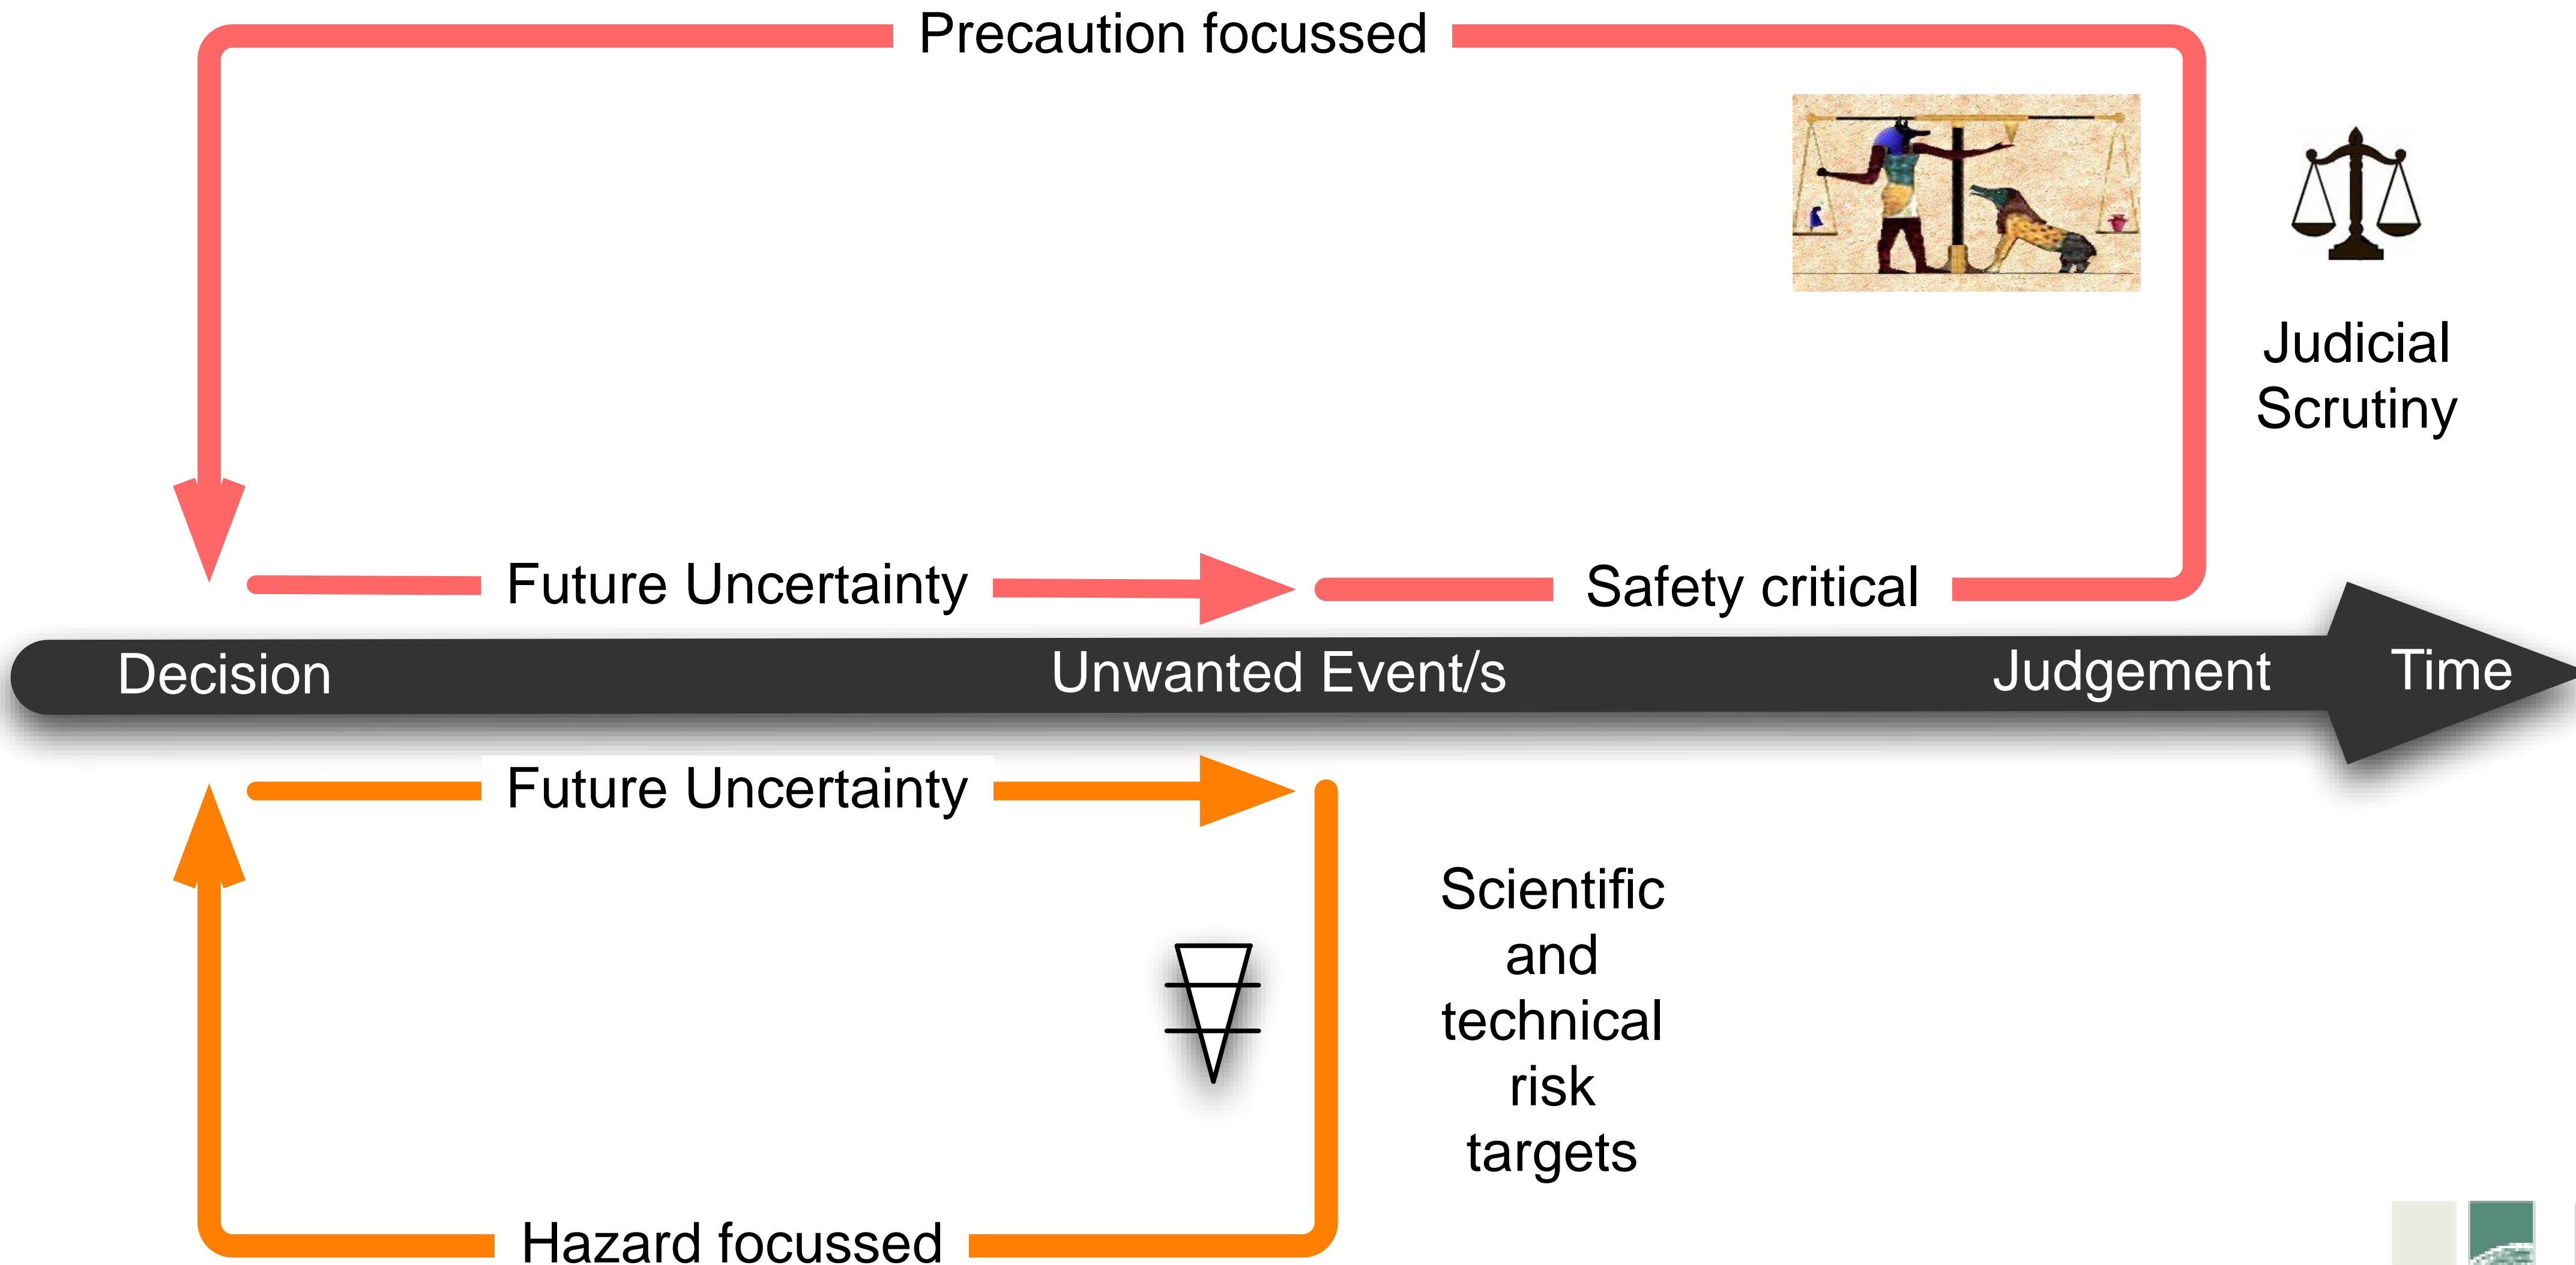 Precaution focussed
Judicial
Scrutiny
Future Uncertainty
Safety critical
Decision
Unwanted Event/s
Judgement
Time
Future Uncertainty
Scientific
and
technical
risk
targets
Hazard focussed